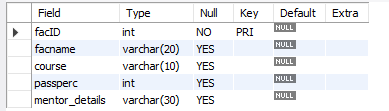 Field Type Null Key Default Extra
facID int NO PRI NULL
facname varchar(20) YES NULL
course varchar(10) YES NULL
passperc int YES NULL
mentor_details varchar(30) YES NULL